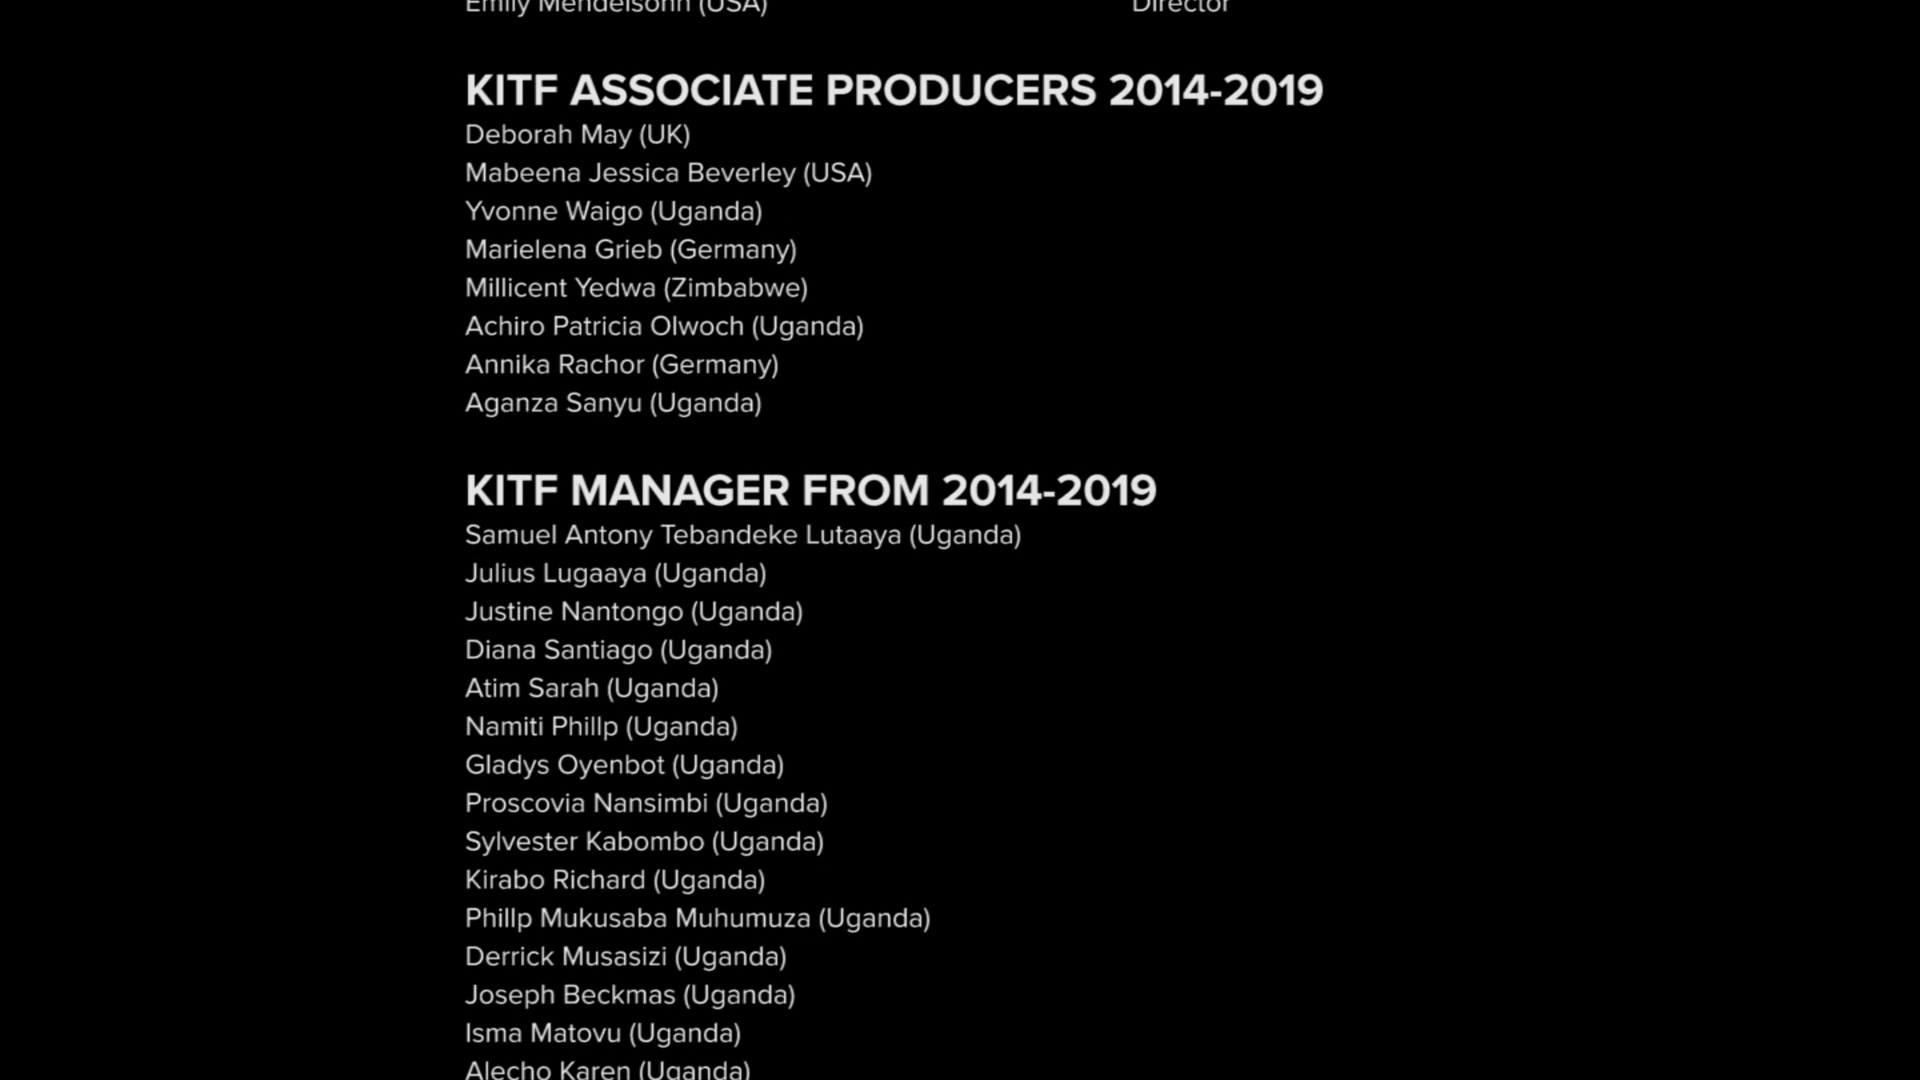 Emily Mendelsohn (USA) Director
KITF ASSOCIATE PRODUCERS 2014-2019
Deborah May (UK)
Mabeena Jessica Beverley (USA)
Yvonne Waigo (Uganda)
Marielena Grieb (Germany)
Millicent Yedwa (Zimbabwe)
Achiro Patricia Olwoch (Uganda)
Annika Rachor (Germany)
Aganza Sanyu (Uganda)
KITF MANAGER FROM 2014-2019
Samuel Antony Tebandeke Lutaaya (Uganda)
Julius Lugaaya (Uganda)
Justine Nantongo (Uganda)
Diana Santiago (Uganda)
Atim Sarah (Uganda)
Namiti Phillp (Uganda)
Gladys Oyenbot (Uganda)
Proscovia Nansimbi (Uganda)
Sylvester Kabombo (Uganda)
Kirabo Richard (Uganda)
Phillp Mukusaba Muhumuza (Uganda)
Derrick Musasizi (Uganda)
Joseph Beckmas (Uganda)
Isma Matovu (Uganda)
Alecho Karen (Uganda)